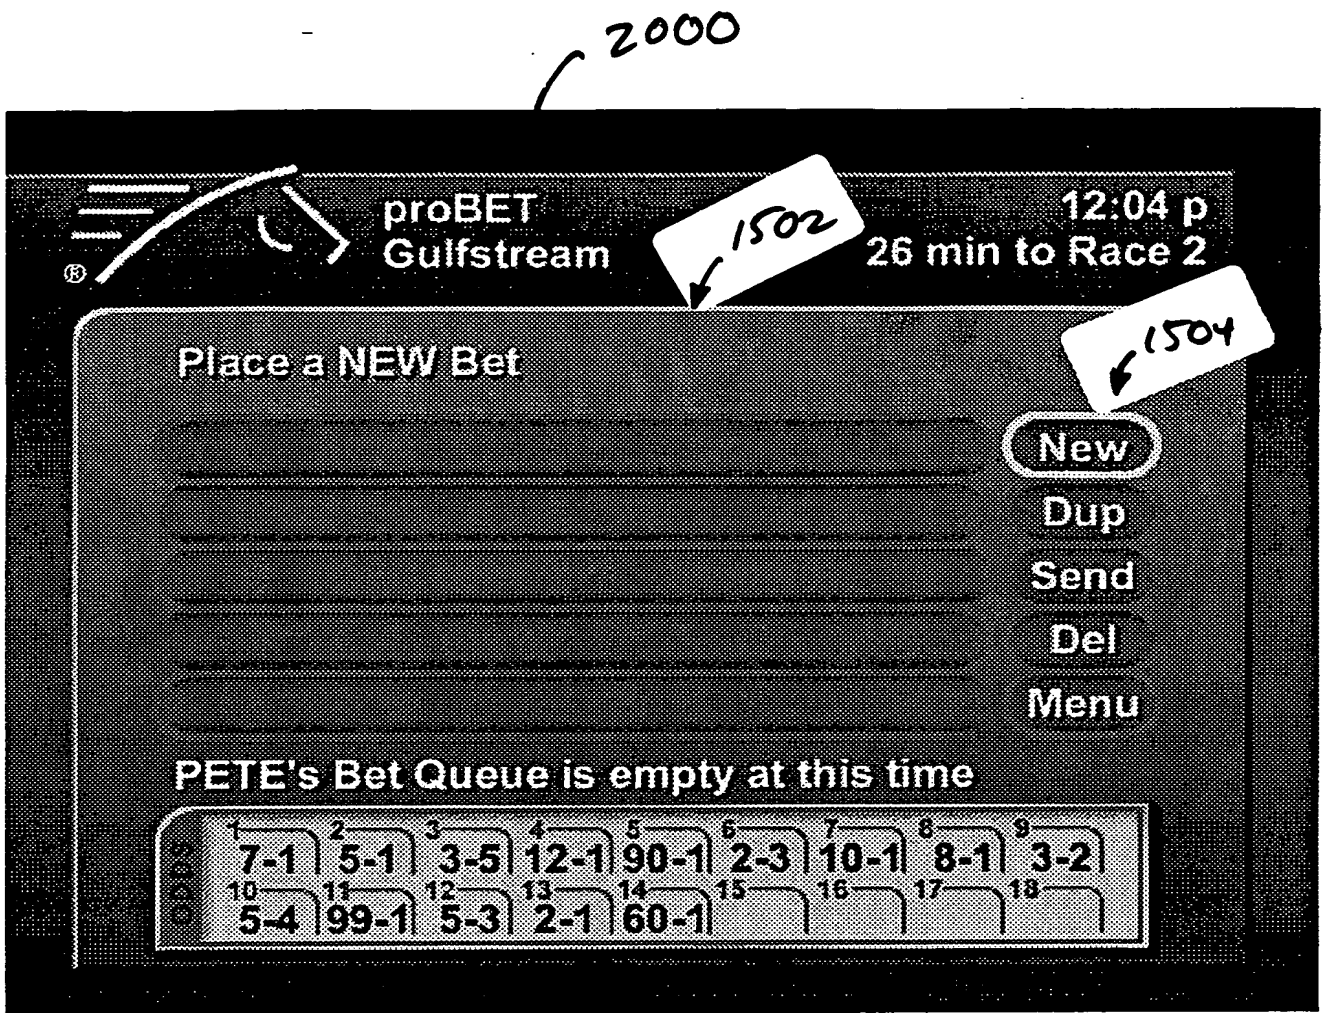 2000
proBET
Gulfstream
®
1502
12:04 p
26 min to Race 2
1504
Place a NEW Bet
New
Dup
Send
Del
Menu
PETE's Bet Queue is empty at this time
ODDS
1 2 3 4 5 6 7 8 9
7-1 5-1 3-5 12-1 90-1 2-3 10-1 8-1 3-2
10 11 12 13 14 15 16 17 18
5-4 99-1 5-3 2-1 60-1